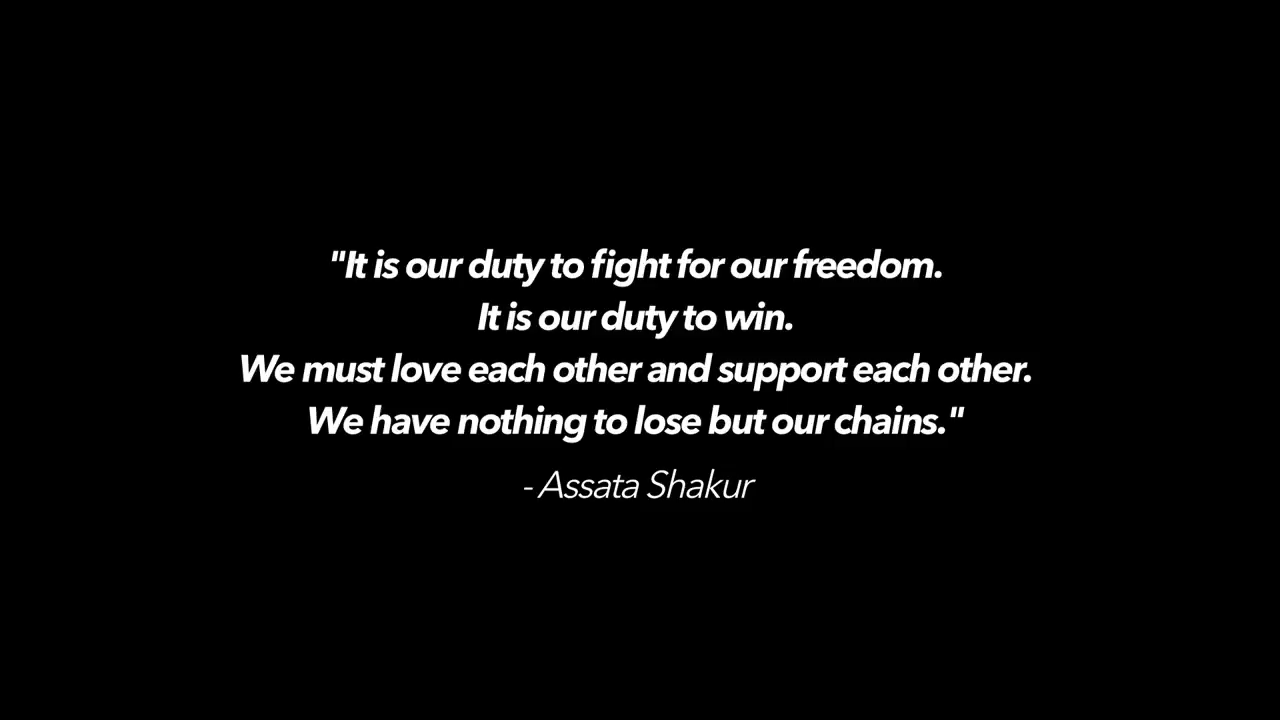 "It is our duty to fight for our freedom.
It is our duty to win.
We must love each other and support each other.
We have nothing to lose but our chains."
- Assata Shakur